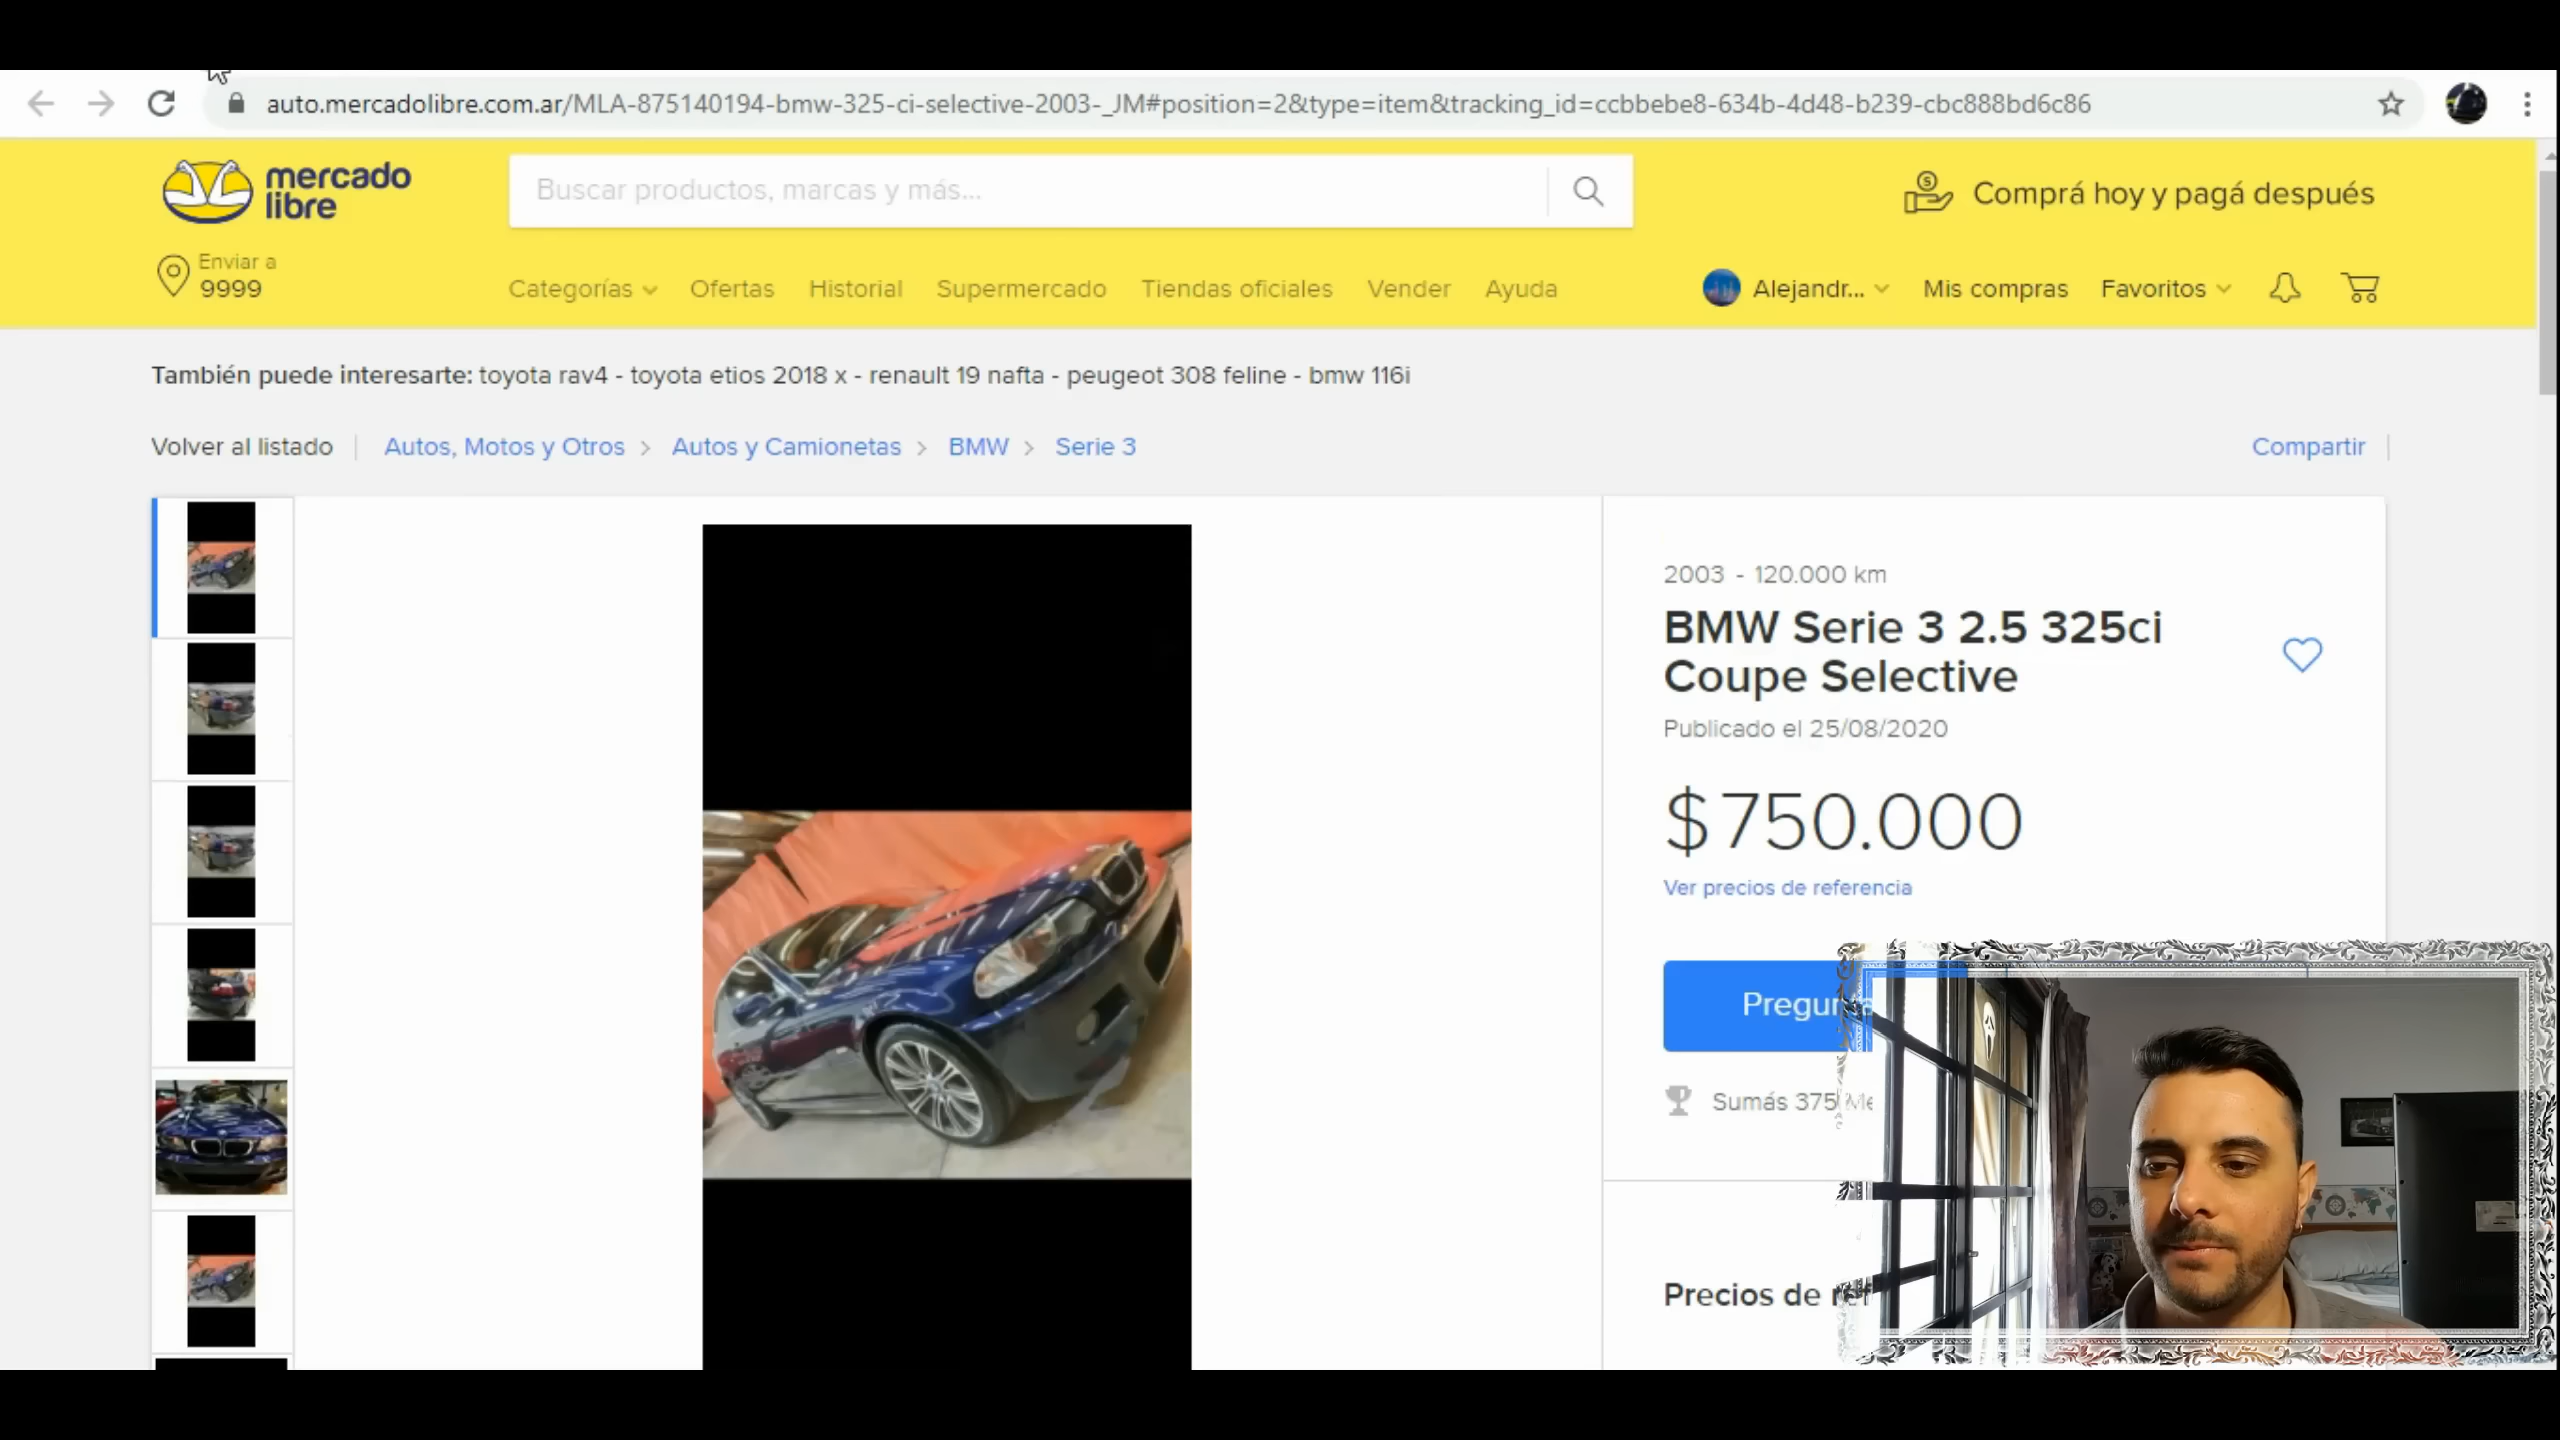 auto.mercadolibre.com.ar/MLA-875140194-bmw-325-ci-selective-2003-_JM#position=2&type=item&tracking_id=ccbbebe8-634b-4d48-b239-cbc888bd6c86
mercado
libre
Buscar productos, marcas y más...
Comprá hoy y pagá después
Enviar a
9999
Categorías Ofertas Historial Supermercado Tiendas oficiales Vender Ayuda
Alejandr... Mis compras Favoritos
También puede interesarte: toyota rav4 - toyota etios 2018 x - renault 19 nafta - peugeot 308 feline - bmw 116i
Volver al listado Autos, Motos y Otros > Autos y Camionetas > BMW > Serie 3
Compartir
2003 - 120.000 km
BMW Serie 3 2.5 325ci
Coupe Selective
Publicado el 25/08/2020
$ 750.000
Ver precios de referencia
Pregunta
Sumás 375 Me
Precios de ref